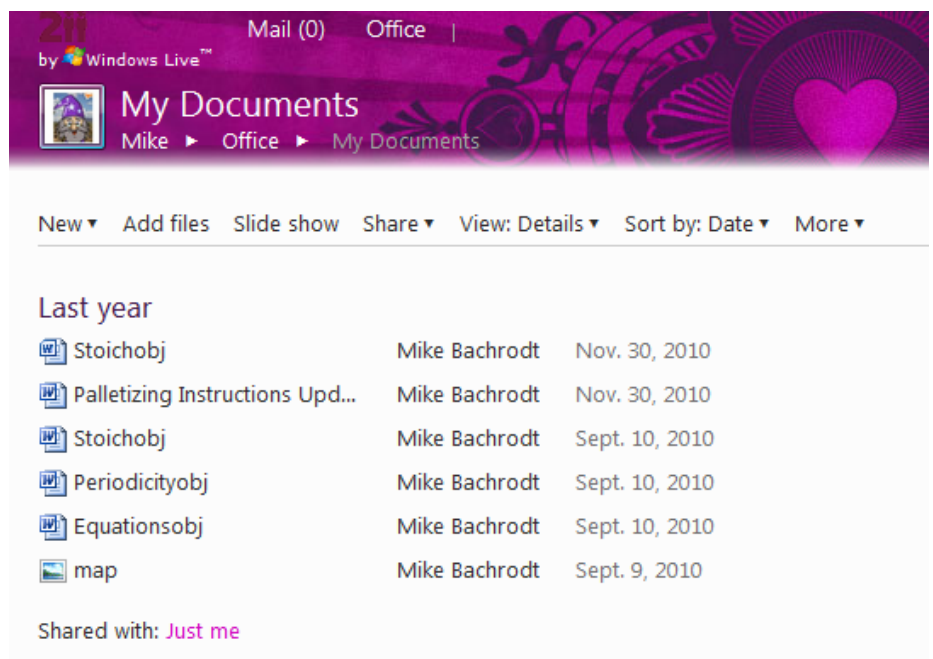 Mail (0) Office |
by Windows Live™
My Documents
Mike ► Office ► My Documents
New ▾ Add files Slide show Share ▾ View: Details ▾ Sort by: Date ▾ More ▾
Last year
Stoichobj Mike Bachrodt Nov. 30, 2010
Palletizing Instructions Upd... Mike Bachrodt Nov. 30, 2010
Stoichobj Mike Bachrodt Sept. 10, 2010
Periodicityobj Mike Bachrodt Sept. 10, 2010
Equationsobj Mike Bachrodt Sept. 10, 2010
map Mike Bachrodt Sept. 9, 2010
Shared with: Just me